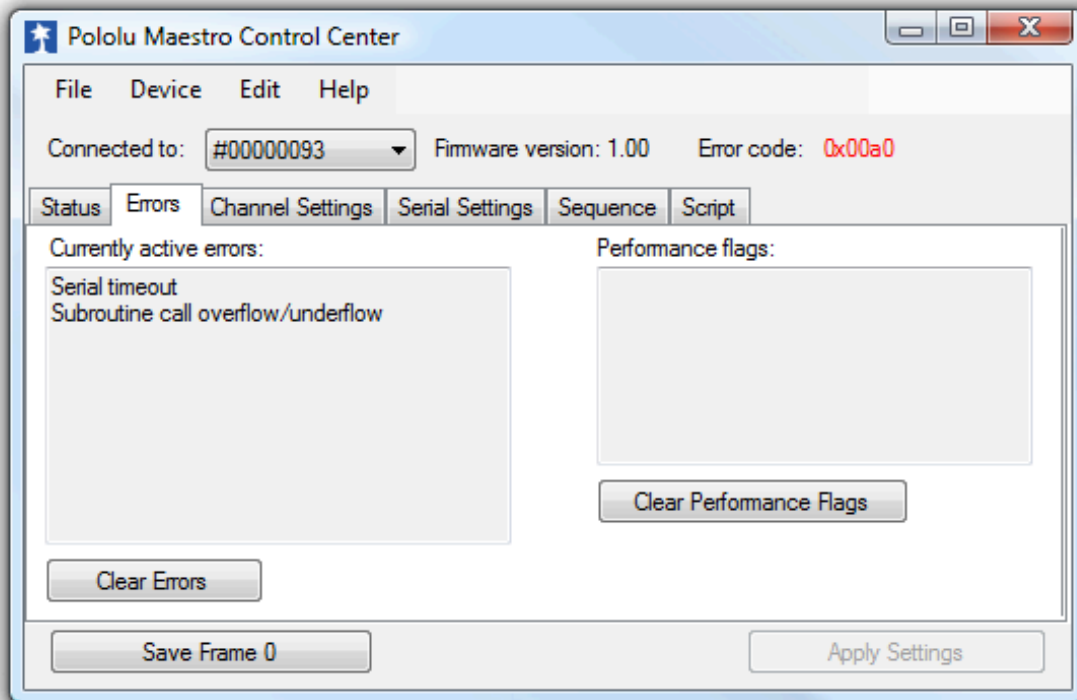 Pololu Maestro Control Center
File Device Edit Help
Connected to: #00000093 Firmware version: 1.00 Error code: 0x00a0
Status Errors Channel Settings Serial Settings Sequence Script
Currently active errors: Performance flags:
Serial timeout
Subroutine call overflow/underflow
Clear Performance Flags
Clear Errors
Save Frame 0 Apply Settings